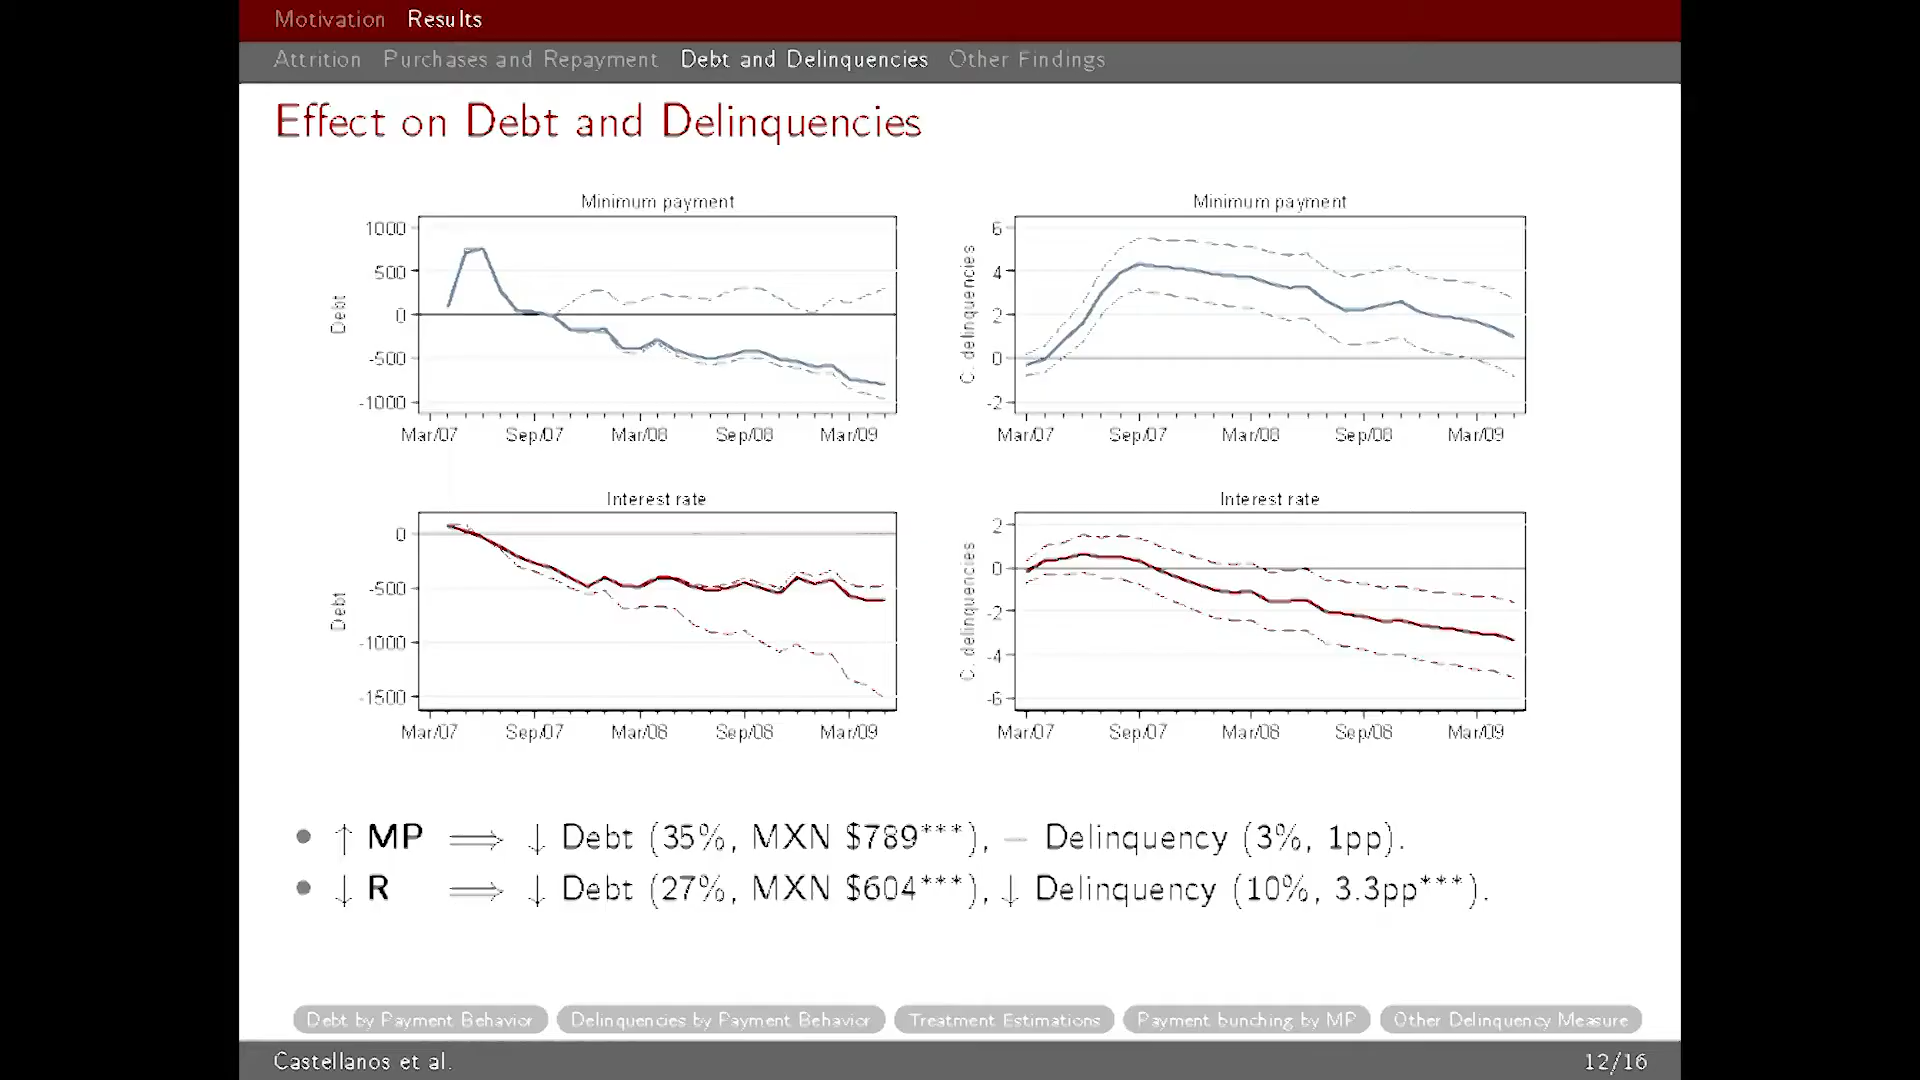 Motivation Results
Attrition Purchases and Repayment Debt and Delinquencies Other Findings
Effect on Debt and Delinquencies
Minimum payment
1000
500
0
-500
-1000
Debt
Mar/07 Sep/07 Mar/08 Sep/08 Mar/09
Minimum payment
6
4
2
0
-2
C. delinquencies
Mar/07 Sep/07 Mar/08 Sep/08 Mar/09
Interest rate
0
-500
-1000
-1500
Debt
Mar/07 Sep/07 Mar/08 Sep/08 Mar/09
Interest rate
2
0
-2
-4
-6
C. delinquencies
Mar/07 Sep/07 Mar/08 Sep/08 Mar/09
• ↑ MP ⟹ ↓ Debt (35%, MXN $789***), − Delinquency (3%, 1pp).
• ↓ R ⟹ ↓ Debt (27%, MXN $604***), ↓ Delinquency (10%, 3.3pp***).
Debt by Payment Behavior Delinquencies by Payment Behavior Treatment Estimations Payment bunching by MP Other Delinquency Measure
Castellanos et al. 12/16